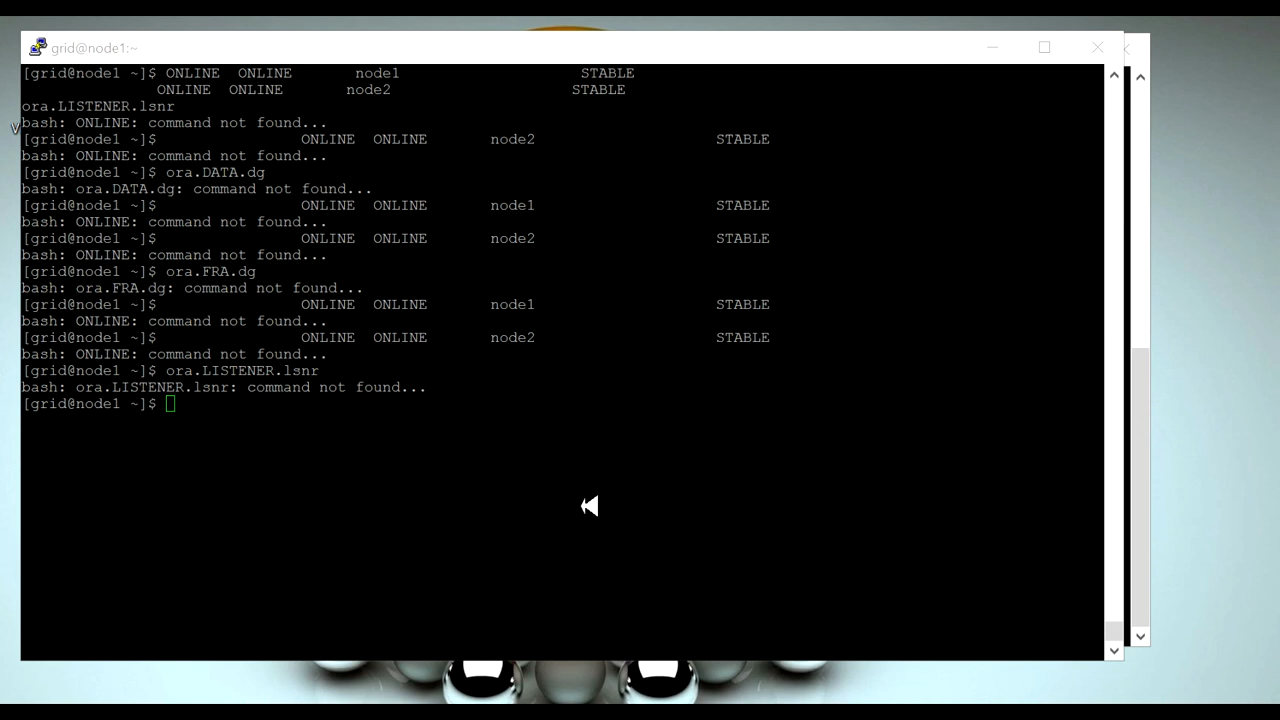 grid@node1:~
[grid@node1 ~]$ ONLINE  ONLINE       node1                    STABLE
               ONLINE  ONLINE       node2                    STABLE
ora.LISTENER.lsnr
bash: ONLINE: command not found...
[grid@node1 ~]$                ONLINE  ONLINE       node2                    STABLE
bash: ONLINE: command not found...
[grid@node1 ~]$ ora.DATA.dg
bash: ora.DATA.dg: command not found...
[grid@node1 ~]$                ONLINE  ONLINE       node1                    STABLE
bash: ONLINE: command not found...
[grid@node1 ~]$                ONLINE  ONLINE       node2                    STABLE
bash: ONLINE: command not found...
[grid@node1 ~]$ ora.FRA.dg
bash: ora.FRA.dg: command not found...
[grid@node1 ~]$                ONLINE  ONLINE       node1                    STABLE
bash: ONLINE: command not found...
[grid@node1 ~]$                ONLINE  ONLINE       node2                    STABLE
bash: ONLINE: command not found...
[grid@node1 ~]$ ora.LISTENER.lsnr
bash: ora.LISTENER.lsnr: command not found...
[grid@node1 ~]$